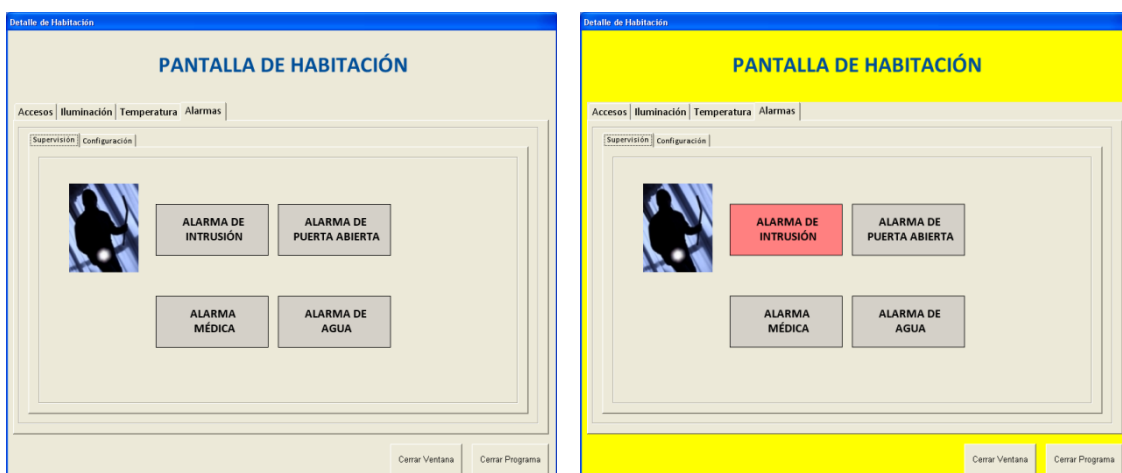 Detalle de Habitación
PANTALLA DE HABITACIÓN
Accesos Iluminación Temperatura Alarmas
Supervisión Configuración
ALARMA DE
INTRUSIÓN
ALARMA DE
PUERTA ABIERTA
ALARMA
MÉDICA
ALARMA DE
AGUA
Cerrar Ventana Cerrar Programa
Detalle de Habitación
PANTALLA DE HABITACIÓN
Accesos Iluminación Temperatura Alarmas
Supervisión Configuración
ALARMA DE
INTRUSIÓN
ALARMA DE
PUERTA ABIERTA
ALARMA
MÉDICA
ALARMA DE
AGUA
Cerrar Ventana Cerrar Programa